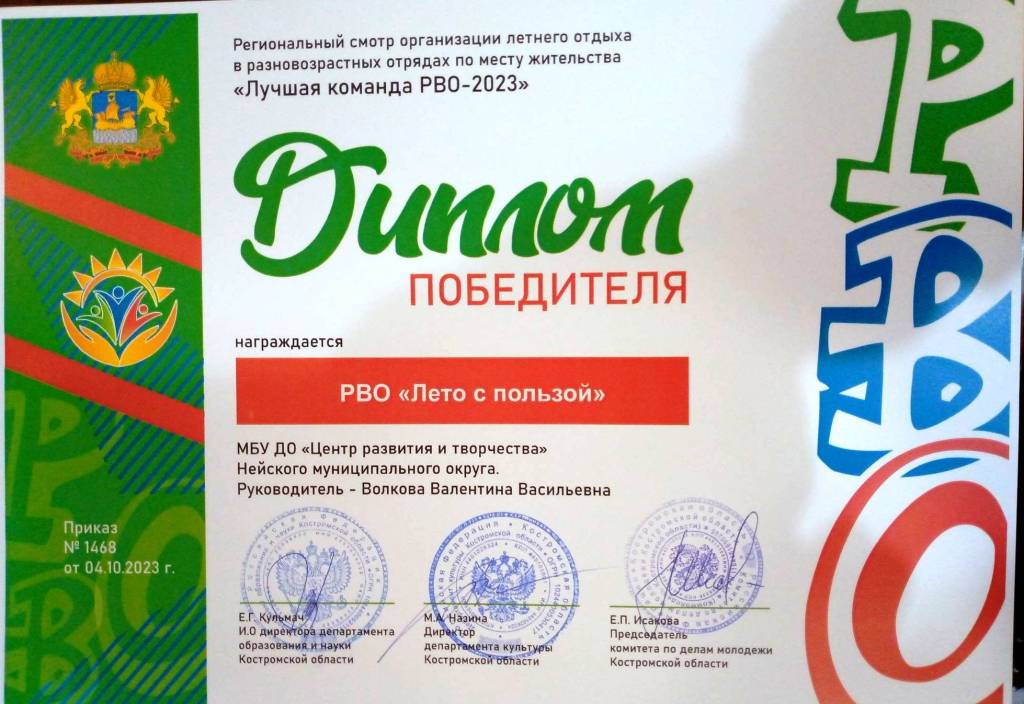 Региональный смотр организации летнего отдыха
в разновозрастных отрядах по месту жительства
«Лучшая команда РВО-2023»
Диплом
ПОБЕДИТЕЛЯ
награждается
РВО «Лето с пользой»
МБУ ДО «Центр развития и творчества»
Нейского муниципального округа.
Руководитель - Волкова Валентина Васильевна
Приказ
№ 1468
от 04.10.2023 г.
Е.Г. Кульмач
И.О директора департамента
образования и науки
Костромской области
М.А. Назина
Директор
департамента культуры
Костромской области
Е.П. Исакова
Председатель
комитета по делам молодежи
Костромской области
РВО